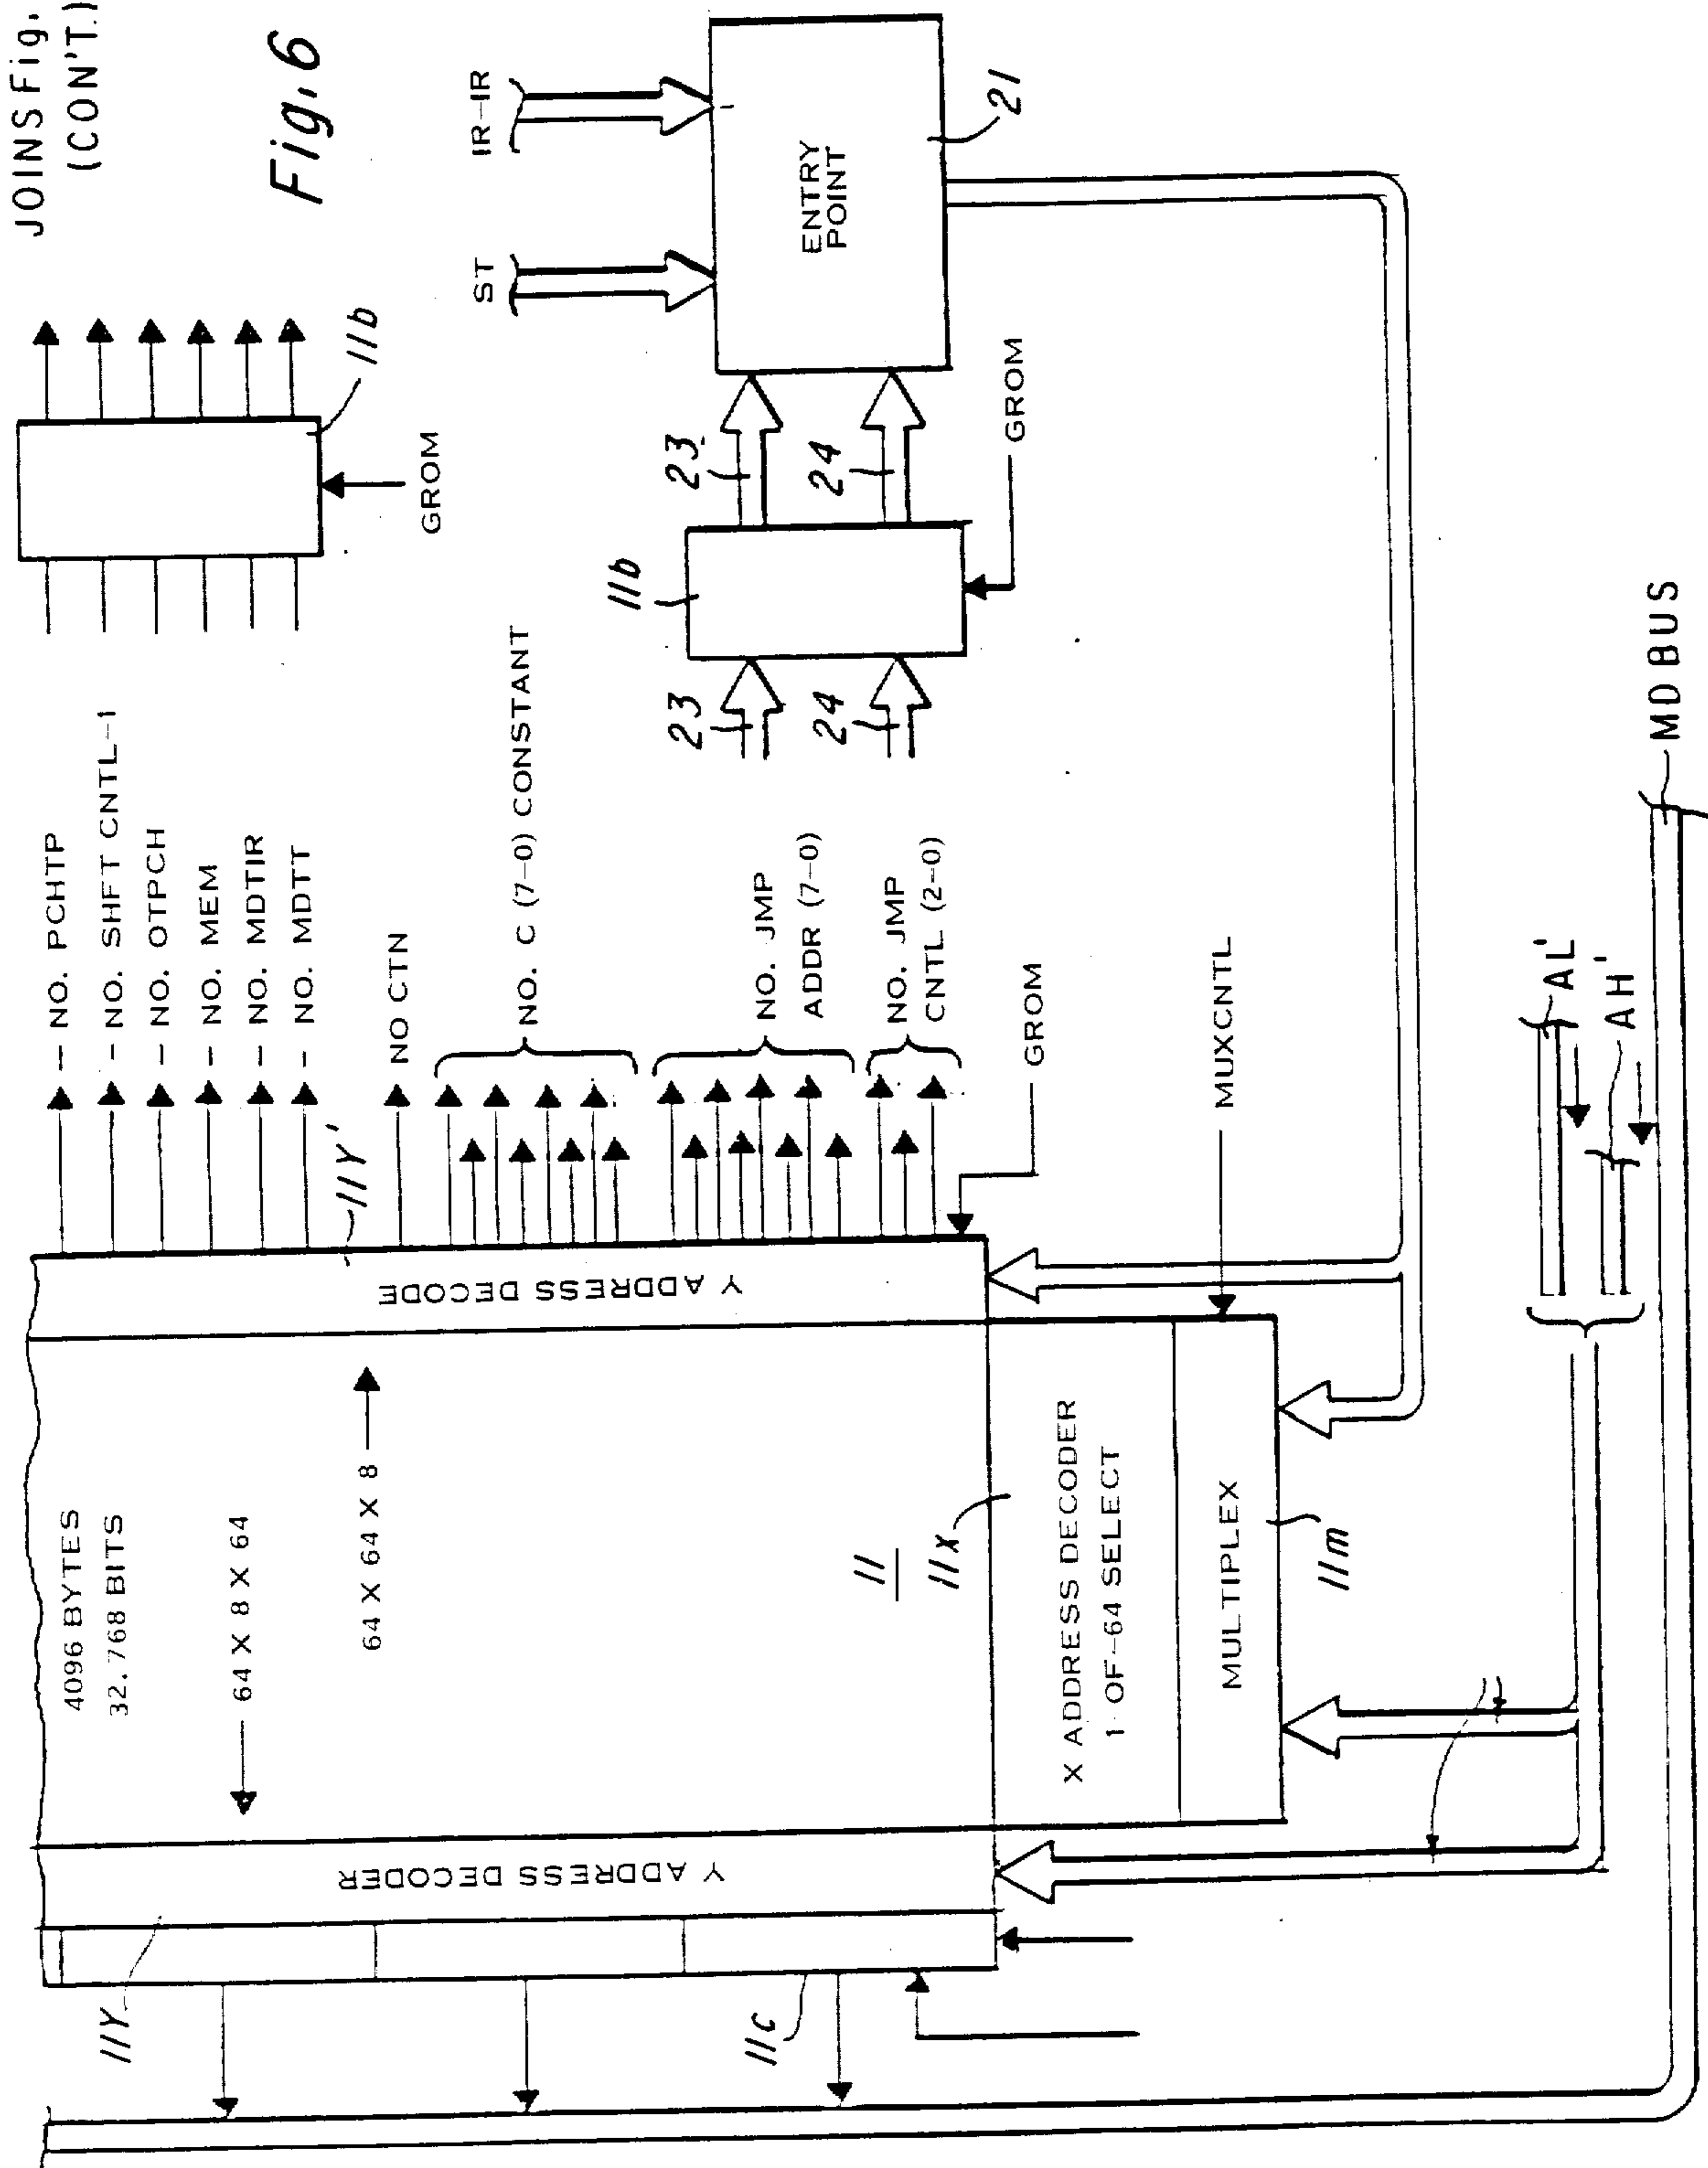 JOINS Fig.
(CON'T.)
Fig. 6
11b
GROM
ST
IR-IR
ENTRY
POINT
21
23
24
11b
23
24
GROM
-- NO. PCHTP
-- NO. SHFT CNTL-1
-- NO. OTPCH
-- NO. MEM
-- NO. MDTIR
-- NO. MDTT
NO CTN
NO. C (7-0) CONSTANT
NO. JMP
ADDR (7-0)
NO. JMP
CNTL (2-0)
GROM
MUXCNTL
11Y'
Y ADDRESS DECODE
4096 BYTES
32.768 BITS
64 X 8 X 64
64 X 64 X 8
11
11X
X ADDRESS DECODER
1-OF-64 SELECT
MULTIPLEX
11m
Y ADDRESS DECODER
11Y
11c
AL'
AH'
MD BUS